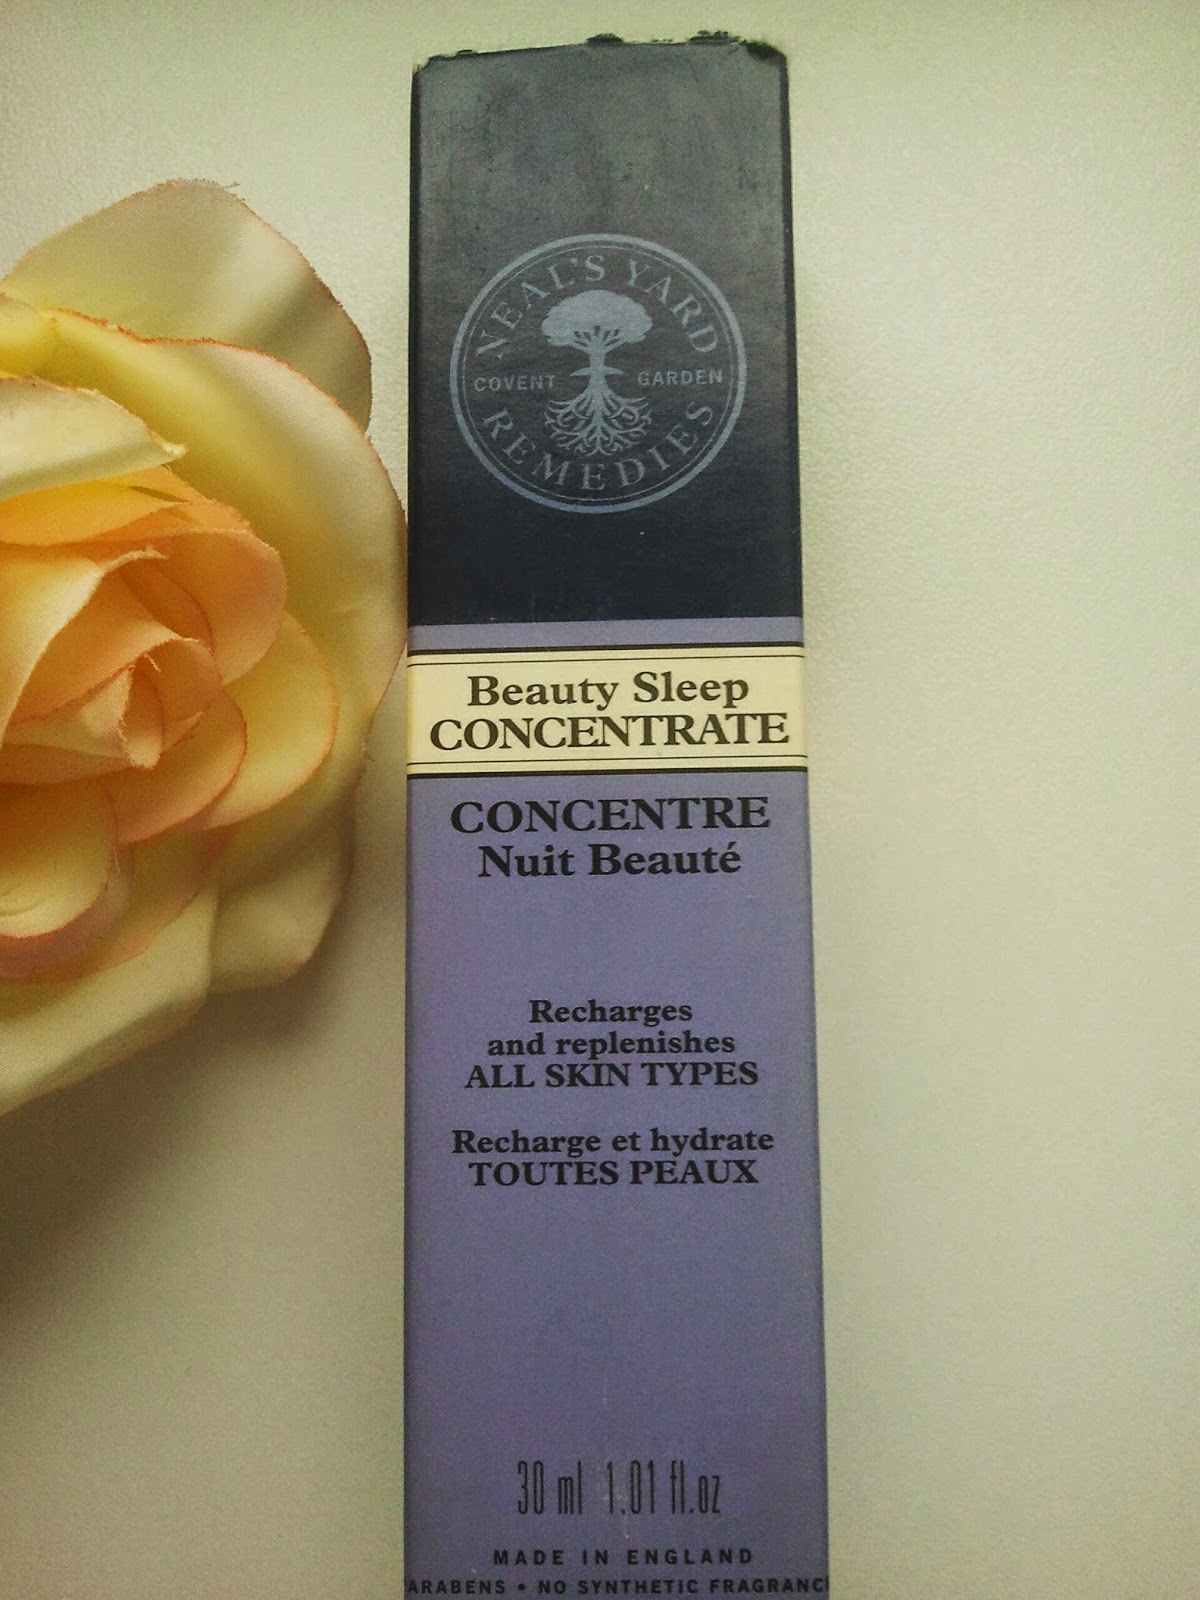 NEAL'S YARD
COVENT GARDEN
REMEDIES
Beauty Sleep
CONCENTRATE
CONCENTRE
Nuit Beauté
Recharges
and replenishes
ALL SKIN TYPES
Recharge et hydrate
TOUTES PEAUX
30 ml 1.01 fl.oz
MADE IN ENGLAND
ARABENS • NO SYNTHETIC FRAGRANC